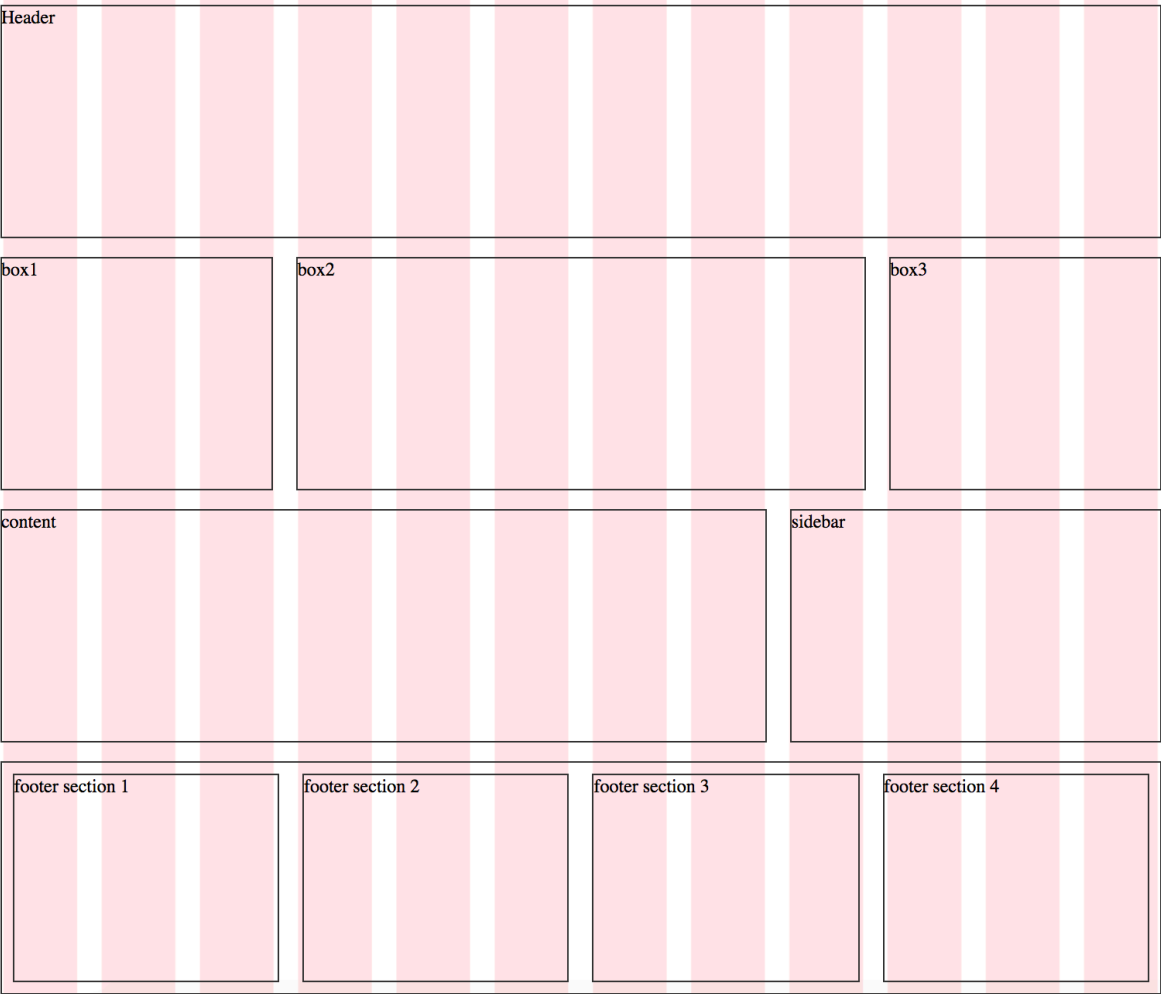 Header
box1
box2
box3
content
sidebar
footer section 1
footer section 2
footer section 3
footer section 4